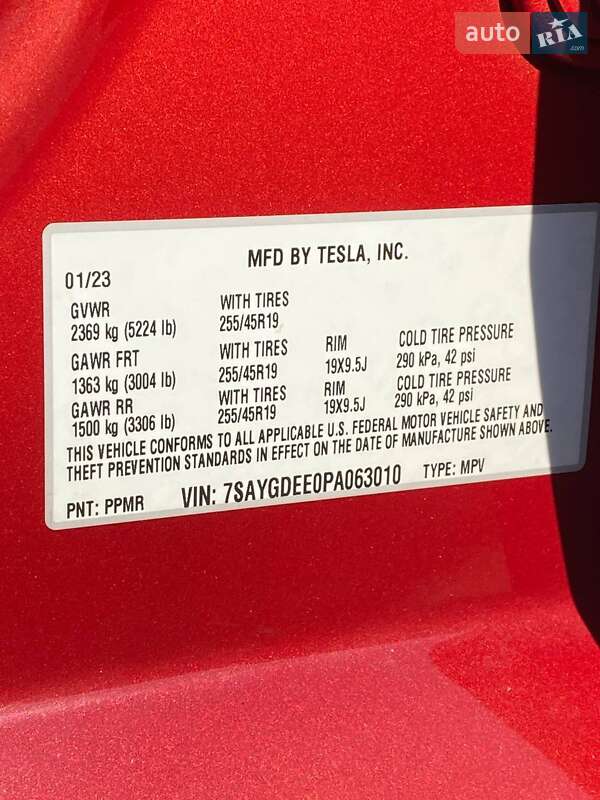 auto RIA.com
MFD BY TESLA, INC.
01/23
GVWR WITH TIRES
2369 kg (5224 lb) 255/45R19
GAWR FRT WITH TIRES RIM COLD TIRE PRESSURE
1363 kg (3004 lb) 255/45R19 19X9.5J 290 kPa, 42 psi
GAWR RR WITH TIRES RIM COLD TIRE PRESSURE
1500 kg (3306 lb) 255/45R19 19X9.5J 290 kPa, 42 psi
THIS VEHICLE CONFORMS TO ALL APPLICABLE U.S. FEDERAL MOTOR VEHICLE SAFETY AND
THEFT PREVENTION STANDARDS IN EFFECT ON THE DATE OF MANUFACTURE SHOWN ABOVE.
PNT: PPMR VIN: 7SAYGDEE0PA063010 TYPE: MPV